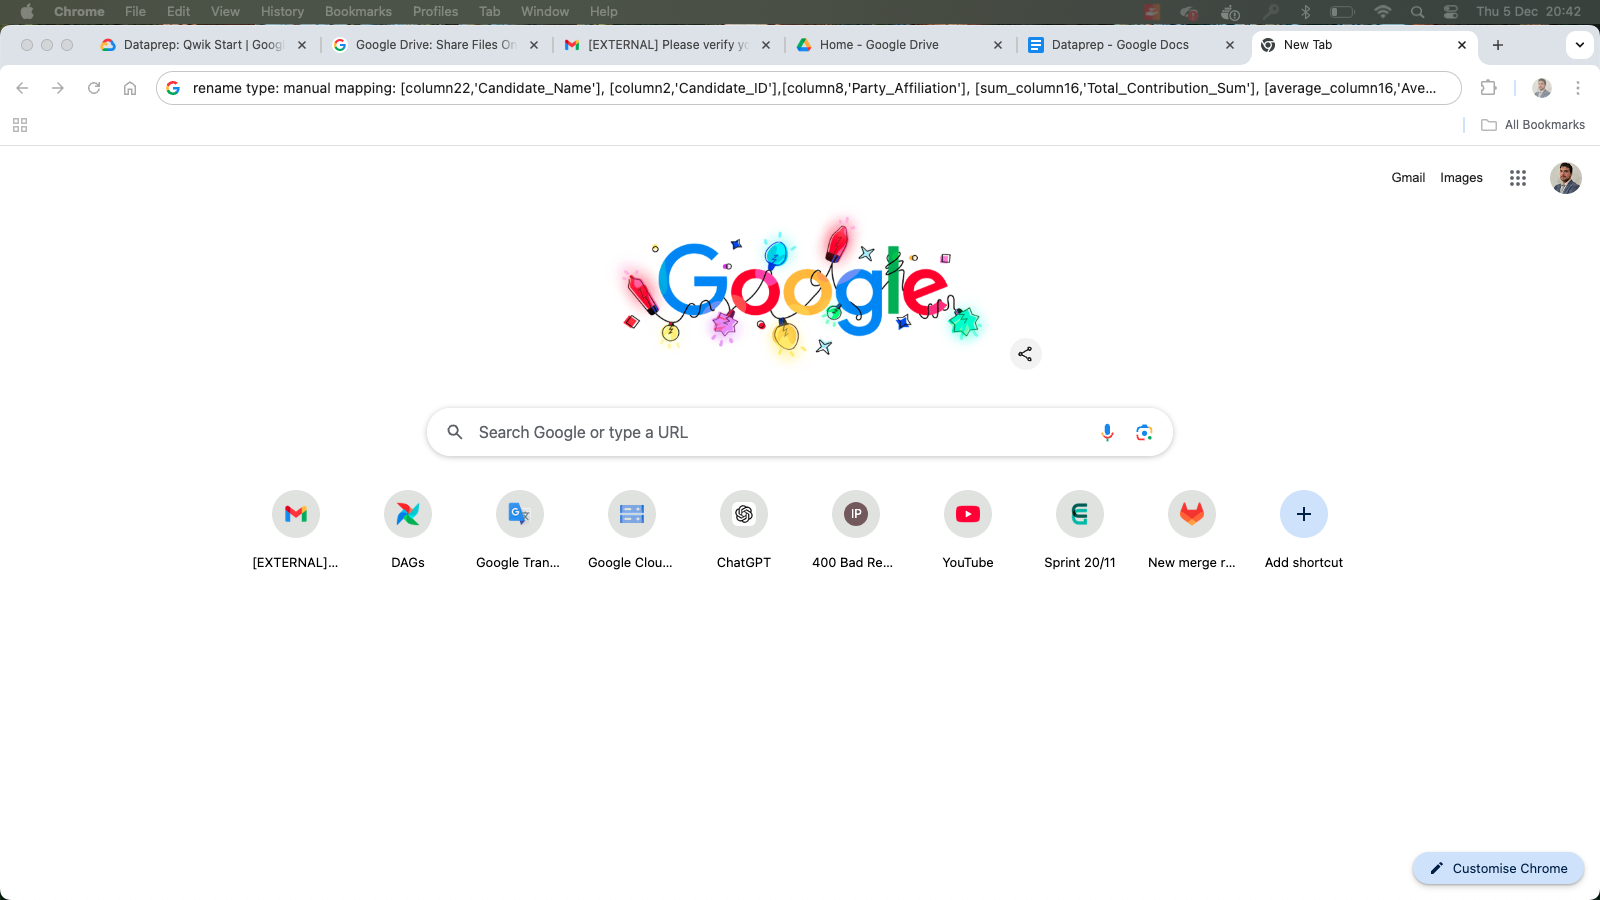 Chrome File Edit View History Bookmarks Profiles Tab Window Help Thu 5 Dec 20:42
Dataprep: Qwik Start | Goog Google Drive: Share Files On [EXTERNAL] Please verify yo Home - Google Drive Dataprep - Google Docs New Tab
rename type: manual mapping: [column22,'Candidate_Name'], [column2,'Candidate_ID'],[column8,'Party_Affiliation'], [sum_column16,'Total_Contribution_Sum'], [average_column16,'Ave...
All Bookmarks
Gmail Images
Google
Search Google or type a URL
IP
[EXTERNAL]... DAGs Google Tran... Google Clou... ChatGPT 400 Bad Re... YouTube Sprint 20/11 New merge r... Add shortcut
Customise Chrome